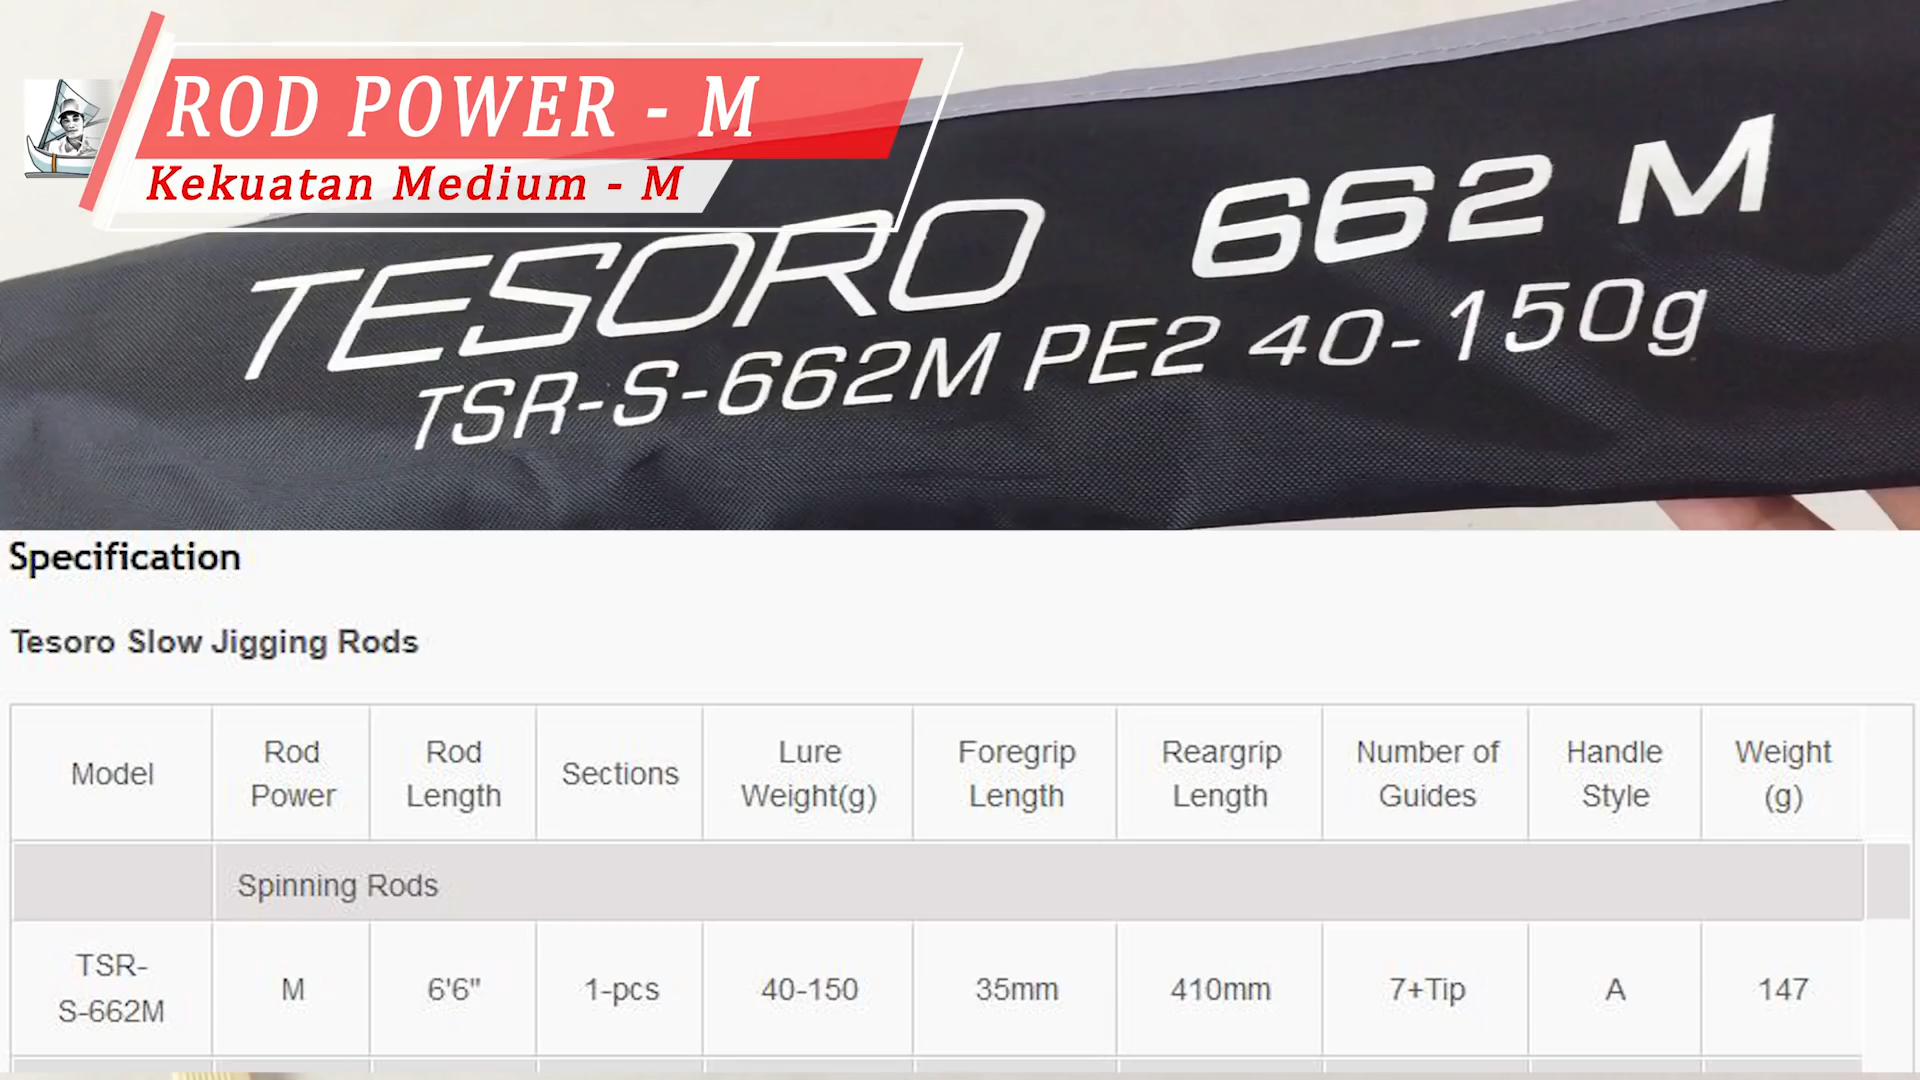 ROD POWER - M
Kekuatan Medium - M
TESORO 662 M
TSR-S-662M PE2 40-150g
Specification
Tesoro Slow Jigging Rods
Model Rod Power Rod Length Sections Lure Weight(g) Foregrip Length Reargrip Length Number of Guides Handle Style Weight (g)
Spinning Rods
TSR-S-662M M 6'6" 1-pcs 40-150 35mm 410mm 7+Tip A 147